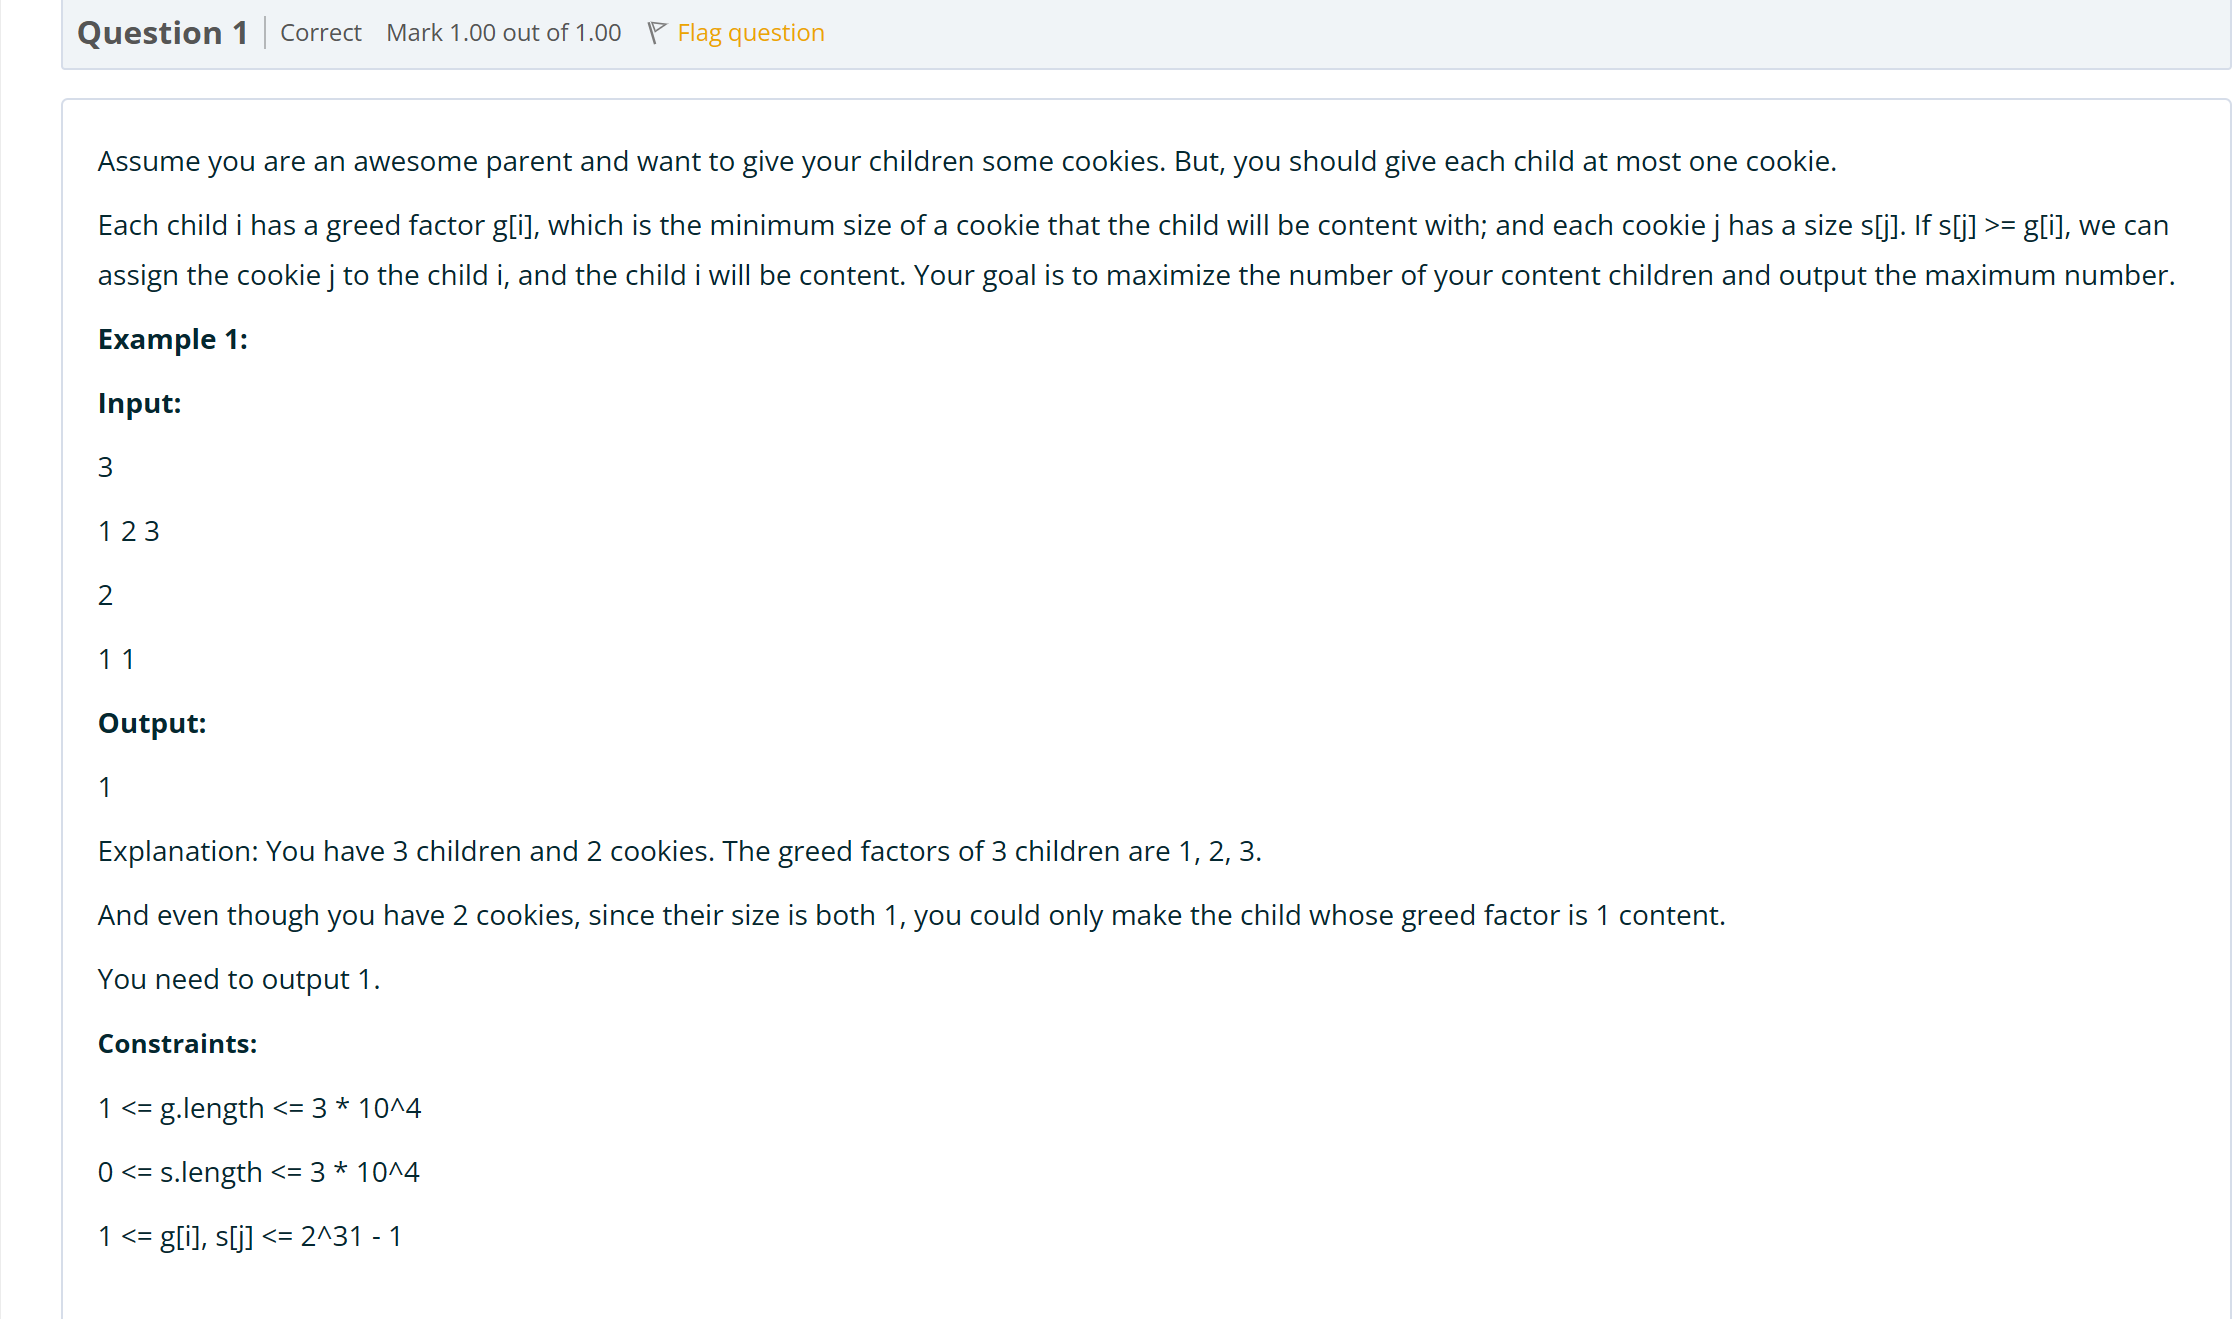 Question 1 Correct Mark 1.00 out of 1.00 Flag question
Assume you are an awesome parent and want to give your children some cookies. But, you should give each child at most one cookie.
Each child i has a greed factor g[i], which is the minimum size of a cookie that the child will be content with; and each cookie j has a size s[j]. If s[j] >= g[i], we can
assign the cookie j to the child i, and the child i will be content. Your goal is to maximize the number of your content children and output the maximum number.
Example 1:
Input:
3
1 2 3
2
1 1
Output:
1
Explanation: You have 3 children and 2 cookies. The greed factors of 3 children are 1, 2, 3.
And even though you have 2 cookies, since their size is both 1, you could only make the child whose greed factor is 1 content.
You need to output 1.
Constraints:
1 <= g.length <= 3 * 10^4
0 <= s.length <= 3 * 10^4
1 <= g[i], s[j] <= 2^31 - 1